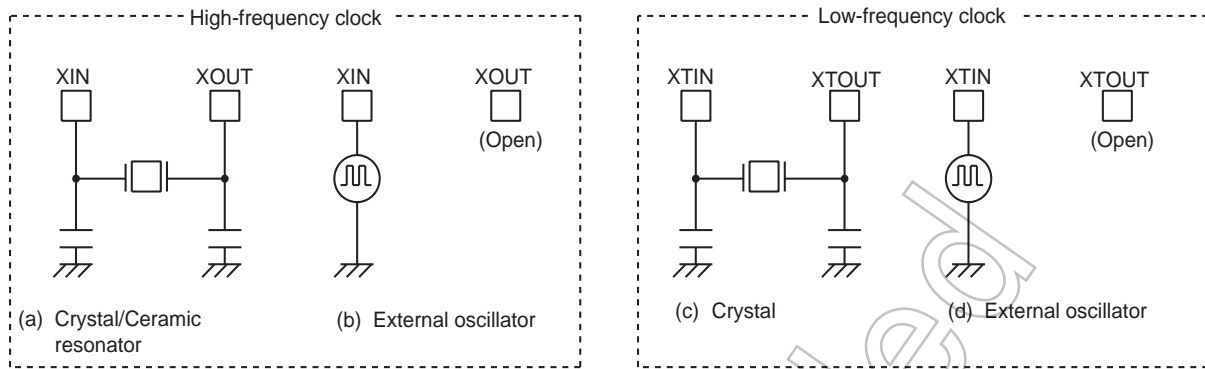 High-frequency clock
XIN XOUT XIN XOUT
(Open)
(a) Crystal/Ceramic
resonator
(b) External oscillator
Low-frequency clock
XTIN XTOUT XTIN XTOUT
(Open)
(c) Crystal
(d) External oscillator